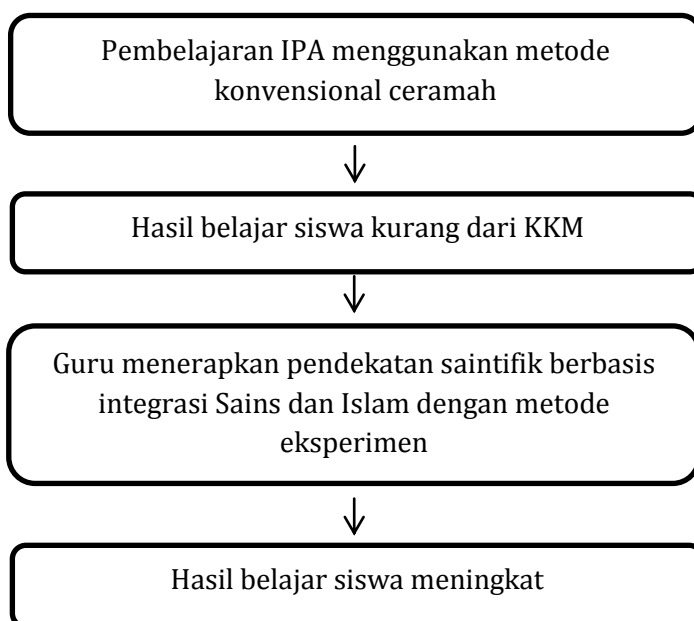 Pembelajaran IPA menggunakan metode
konvensional ceramah
Hasil belajar siswa kurang dari KKM
Guru menerapkan pendekatan saintifik berbasis
integrasi Sains dan Islam dengan metode
eksperimen
Hasil belajar siswa meningkat